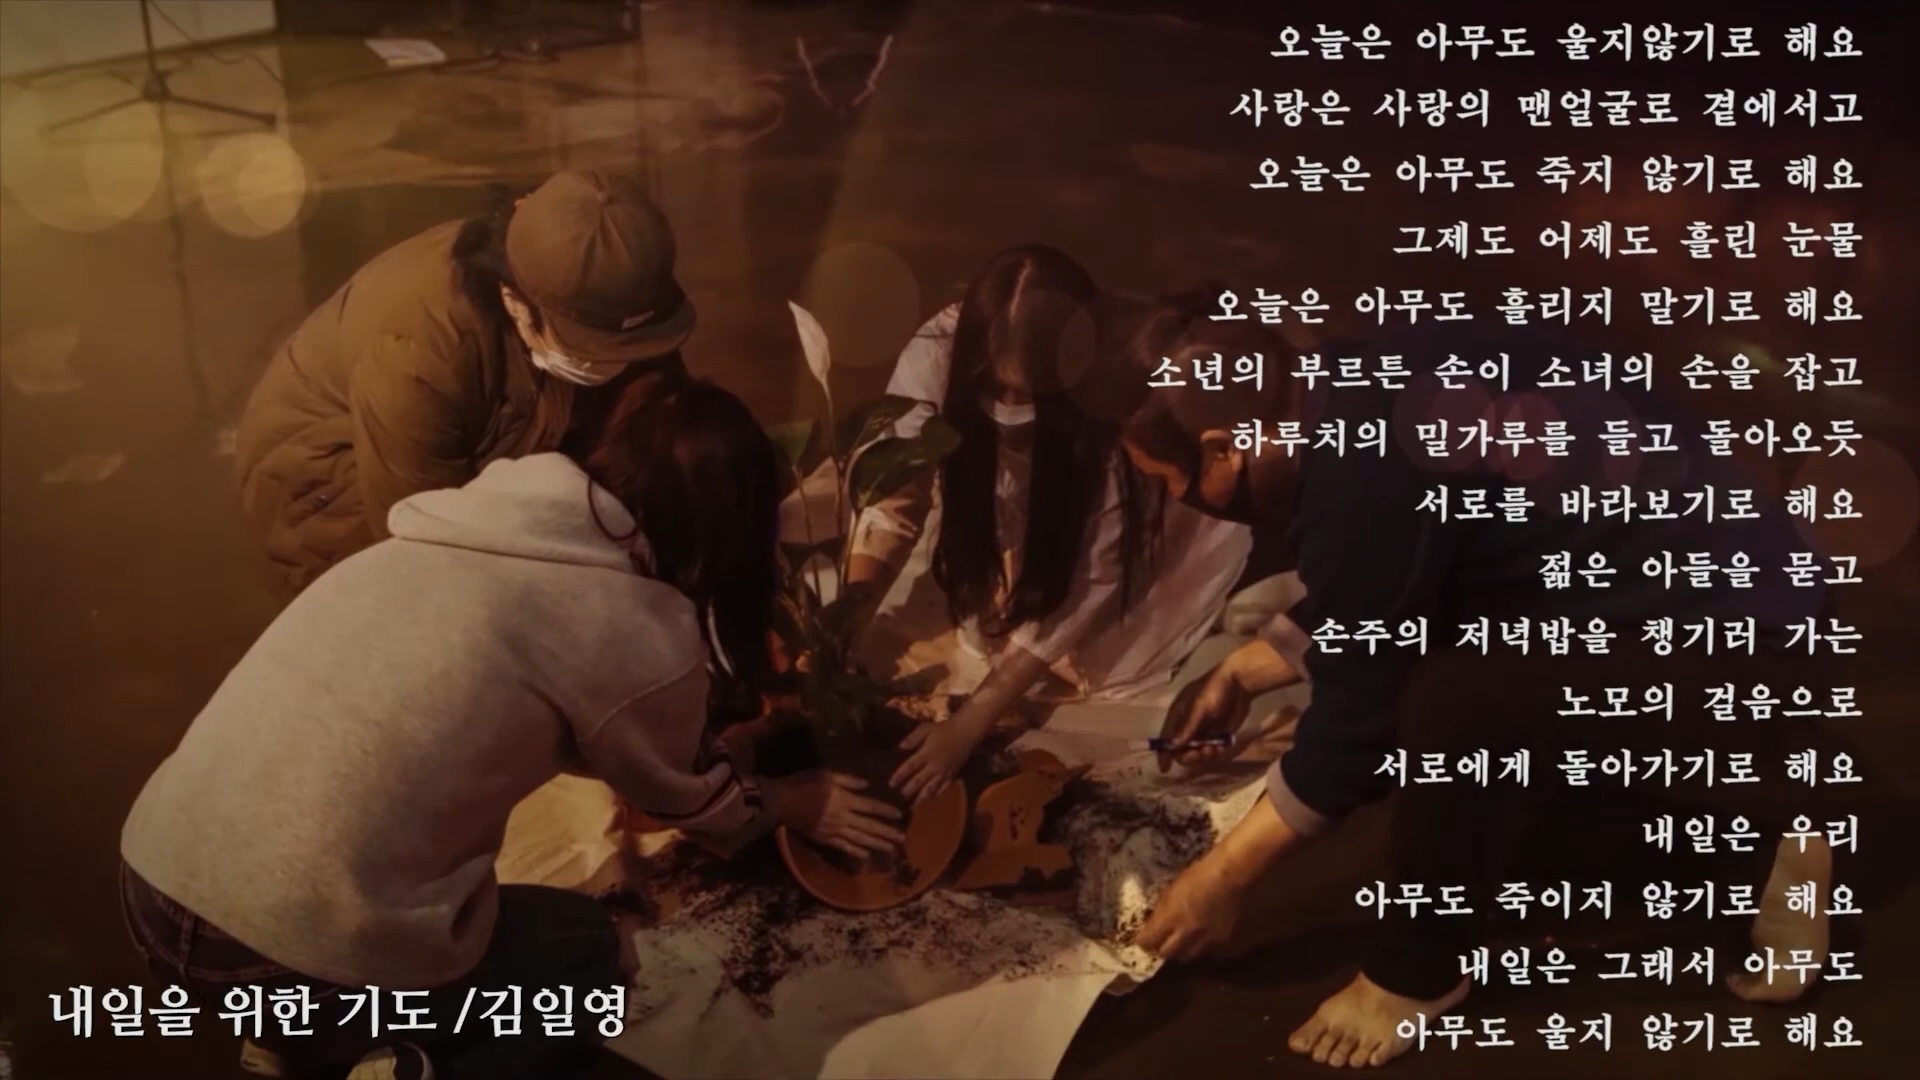 오늘은 아무도 울지않기로 해요
사랑은 사랑의 맨얼굴로 곁에서고
오늘은 아무도 죽지 않기로 해요
그제도 어제도 흘린 눈물
오늘은 아무도 흘리지 말기로 해요
소년의 부르튼 손이 소녀의 손을 잡고
하루치의 밀가루를 들고 돌아오듯
서로를 바라보기로 해요
젊은 아들을 묻고
손주의 저녁밥을 챙기러 가는
노모의 걸음으로
서로에게 돌아가기로 해요
내일은 우리
아무도 죽이지 않기로 해요
내일은 그래서 아무도
아무도 울지 않기로 해요
내일을 위한 기도 /김일영